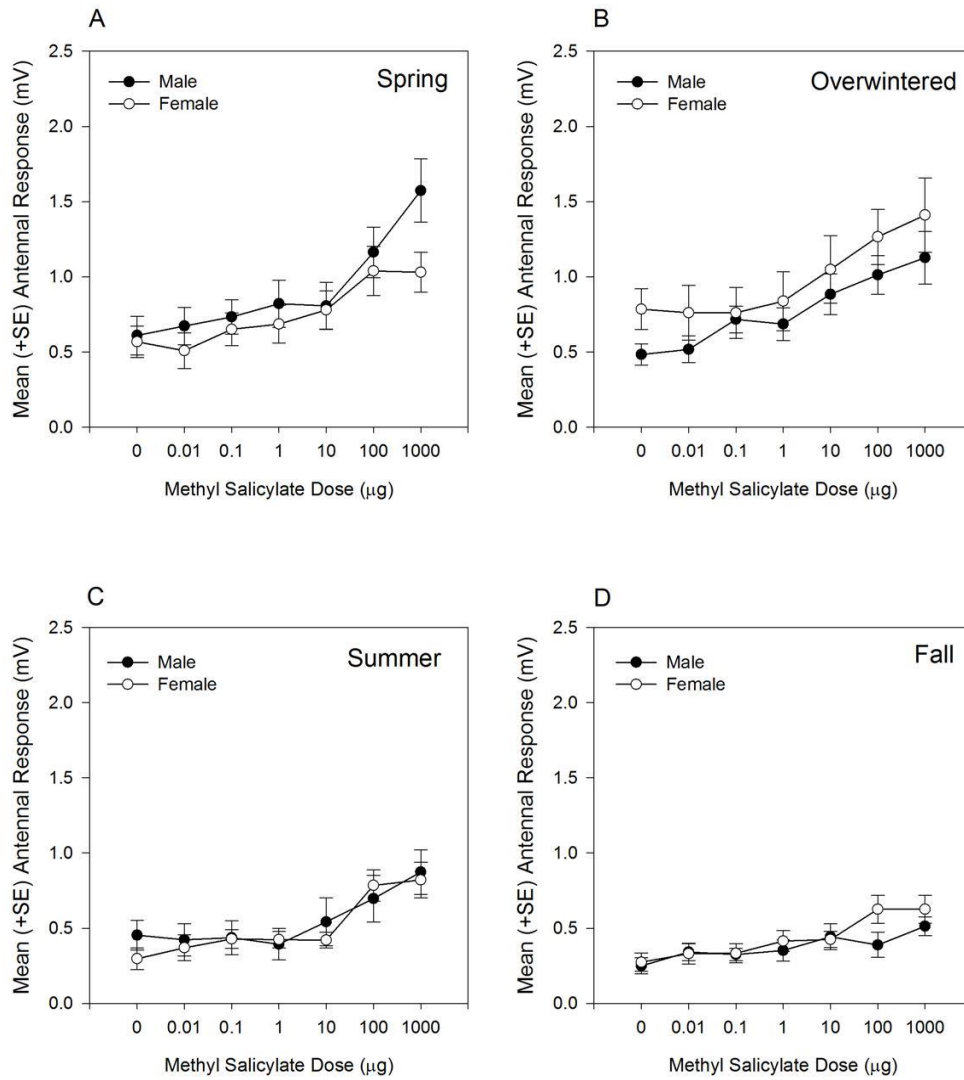 A
Mean (+SE) Antennal Response (mV)
2.5
2.0
1.5
1.0
0.5
0.0
Male
Female
Spring
0 0.01 0.1 1 10 100 1000
Methyl Salicylate Dose (μg)
B
Mean (+SE) Antennal Response (mV)
2.5
2.0
1.5
1.0
0.5
0.0
Male
Female
Overwintered
0 0.01 0.1 1 10 100 1000
Methyl Salicylate Dose (μg)
C
Mean (+SE) Antennal Response (mV)
2.5
2.0
1.5
1.0
0.5
0.0
Male
Female
Summer
0 0.01 0.1 1 10 100 1000
Methyl Salicylate Dose (μg)
D
Mean (+SE) Antennal Response (mV)
2.5
2.0
1.5
1.0
0.5
0.0
Male
Female
Fall
0 0.01 0.1 1 10 100 1000
Methyl Salicylate Dose (μg)